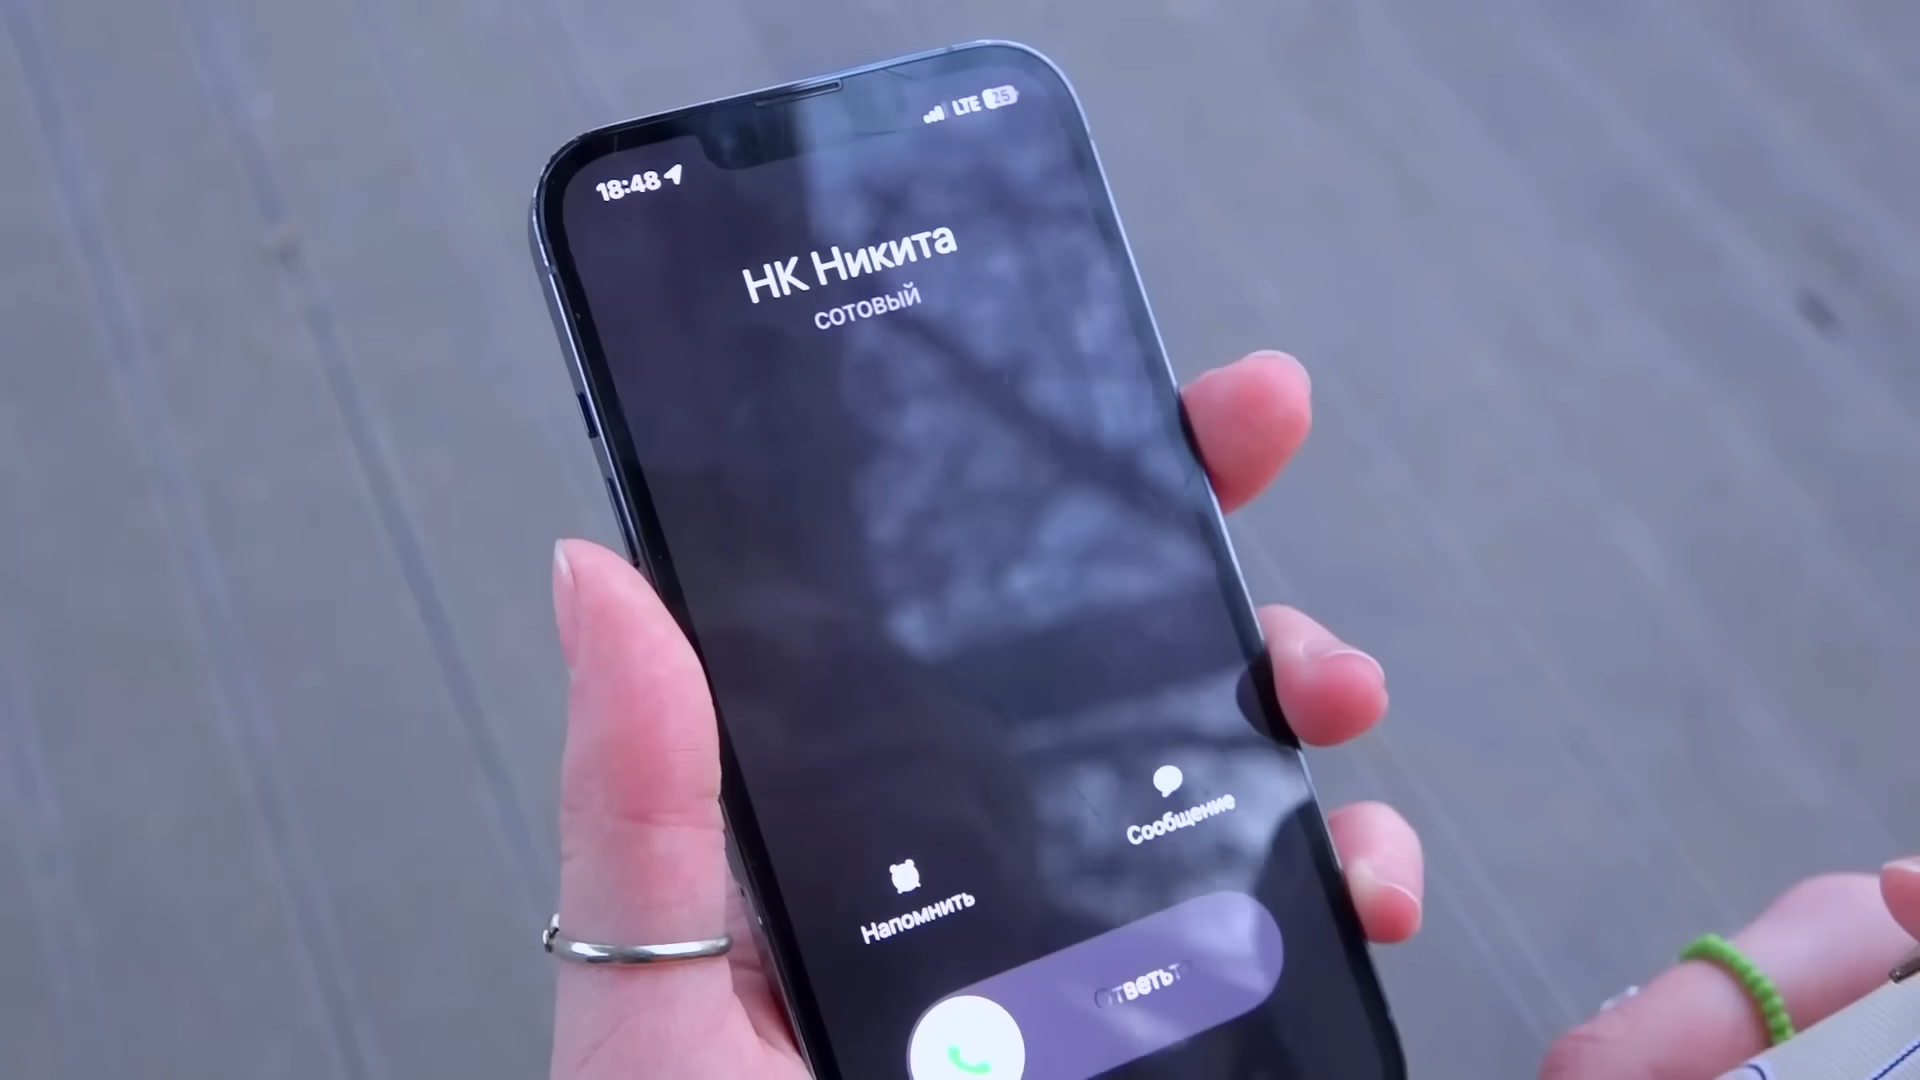 18:48
LTE 25
НК Никита
сотовый
Сообщение
Напомнить